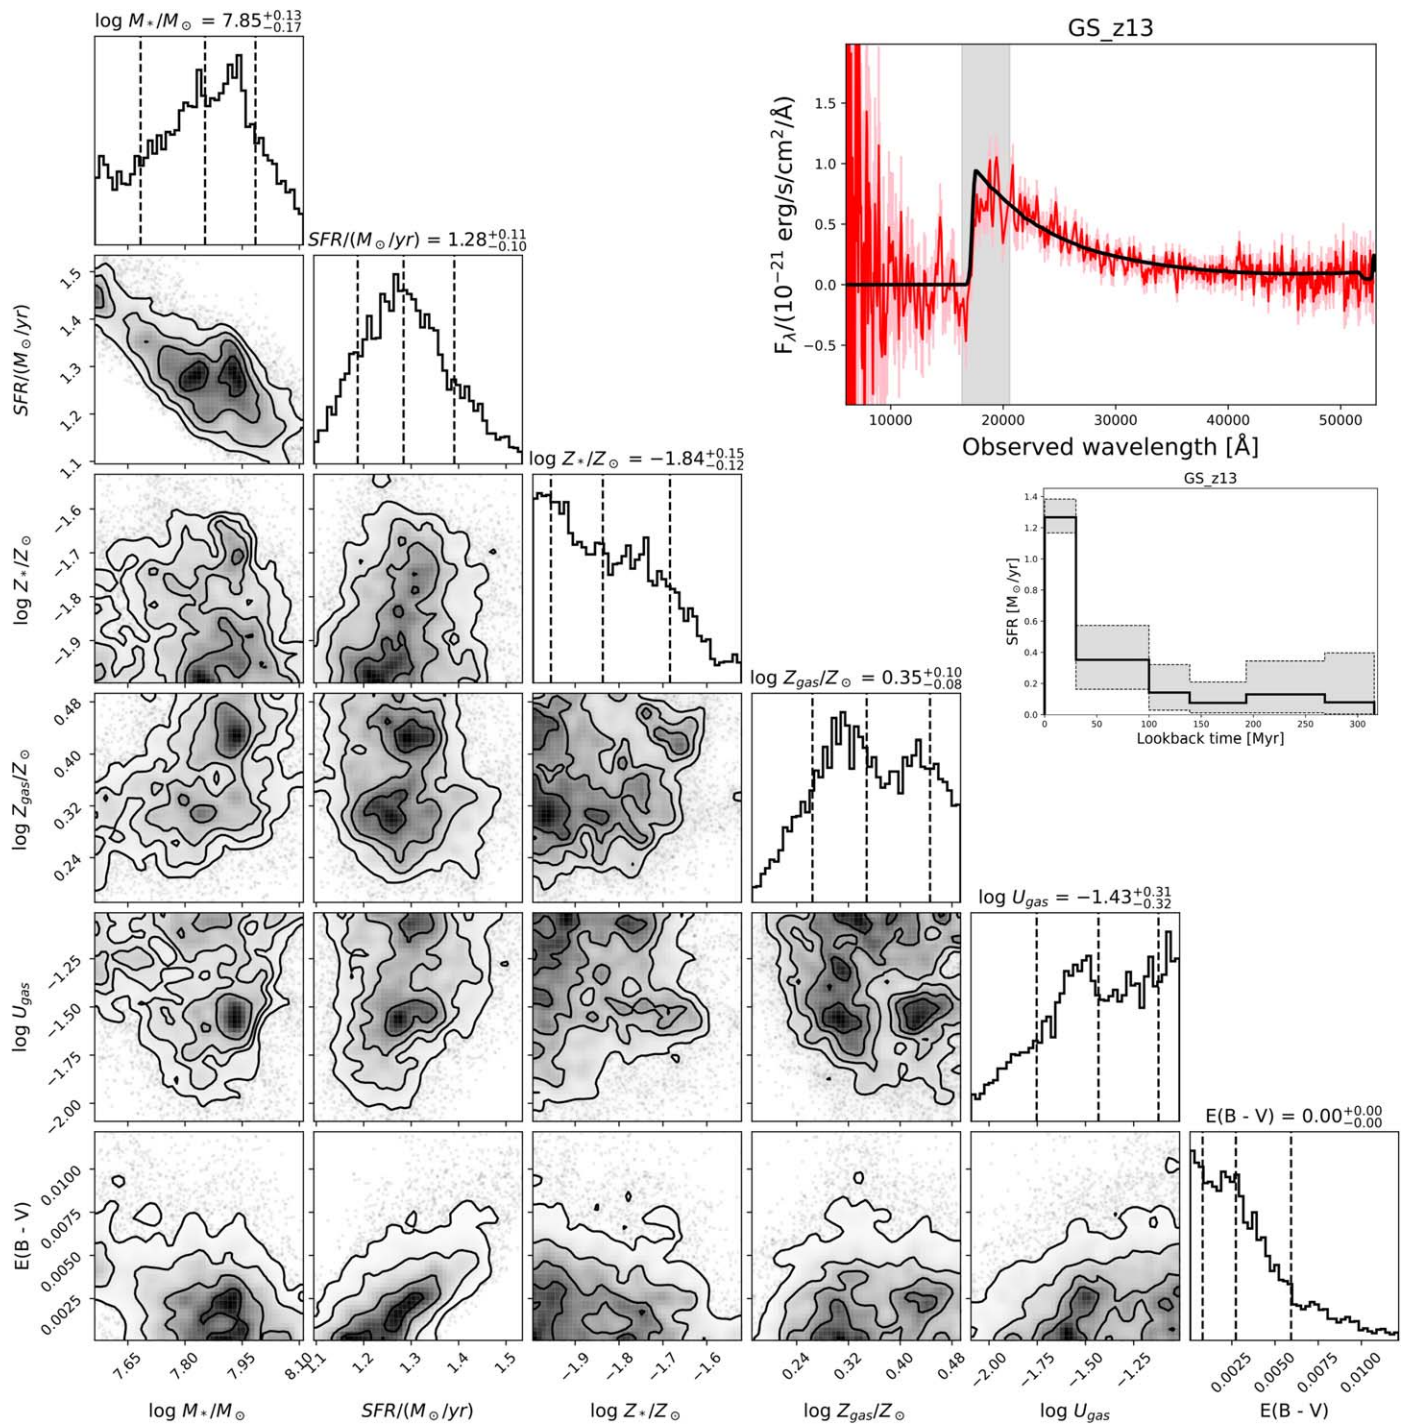 log M*/M⊙ = 7.85+0.13 −0.17
GS_z13
1.5
1.0
0.5
0.0
−0.5
Fλ/(10−21 erg/s/cm2/Å)
10000 20000 30000 40000 50000
Observed wavelength [Å]
SFR/(M⊙/yr) = 1.28+0.11 −0.10
1.5
1.4
1.3
1.2
1.1
SFR/(M⊙/yr)
log Z*/Z⊙ = −1.84+0.15 −0.12
−1.6
−1.7
−1.8
−1.9
log Z*/Z⊙
GS_z13
1.4
1.2
1.0
0.8
0.6
0.4
0.2
0.0
SFR [M⊙/yr]
0 50 100 150 200 250 300
Lookback time [Myr]
log Zgas/Z⊙ = 0.35+0.10 −0.08
0.48
0.40
0.32
0.24
log Zgas/Z⊙
log Ugas = −1.43+0.31 −0.32
−1.25
−1.50
−1.75
−2.00
log Ugas
E(B - V) = 0.00+0.00 −0.00
0.0100
0.0075
0.0050
0.0025
E(B - V)
7.65 7.80 7.95 8.10
1.1 1.2 1.3 1.4 1.5
−1.9 −1.8 −1.7 −1.6
0.24 0.32 0.40 0.48
−2.00 −1.75 −1.50 −1.25
0.0025 0.0050 0.0075 0.0100
log M*/M⊙
SFR/(M⊙/yr)
log Z*/Z⊙
log Zgas/Z⊙
log Ugas
E(B - V)